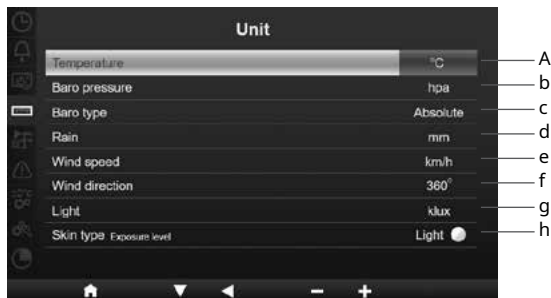 Unit
Temperature °C A
Baro pressure hpa b
Baro type Absolute c
Rain mm d
Wind speed km/h e
Wind direction 360° f
Light klux g
Skin type Exposure level Light h